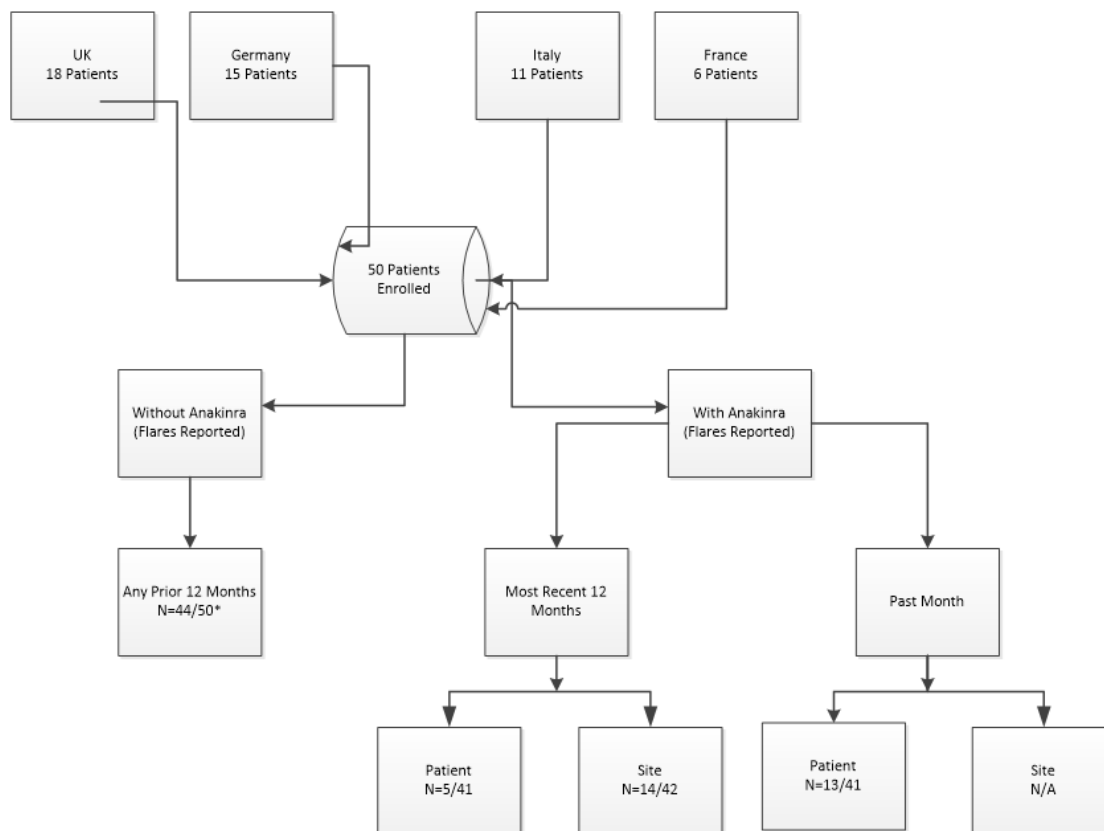 UK
18 Patients
Germany
15 Patients
Italy
11 Patients
France
6 Patients
50 Patients
Enrolled
Without Anakinra
(Flares Reported)
With Anakinra
(Flares Reported)
Any Prior 12 Months
N=44/50*
Most Recent 12
Months
Past Month
Patient
N=5/41
Site
N=14/42
Patient
N=13/41
Site
N/A